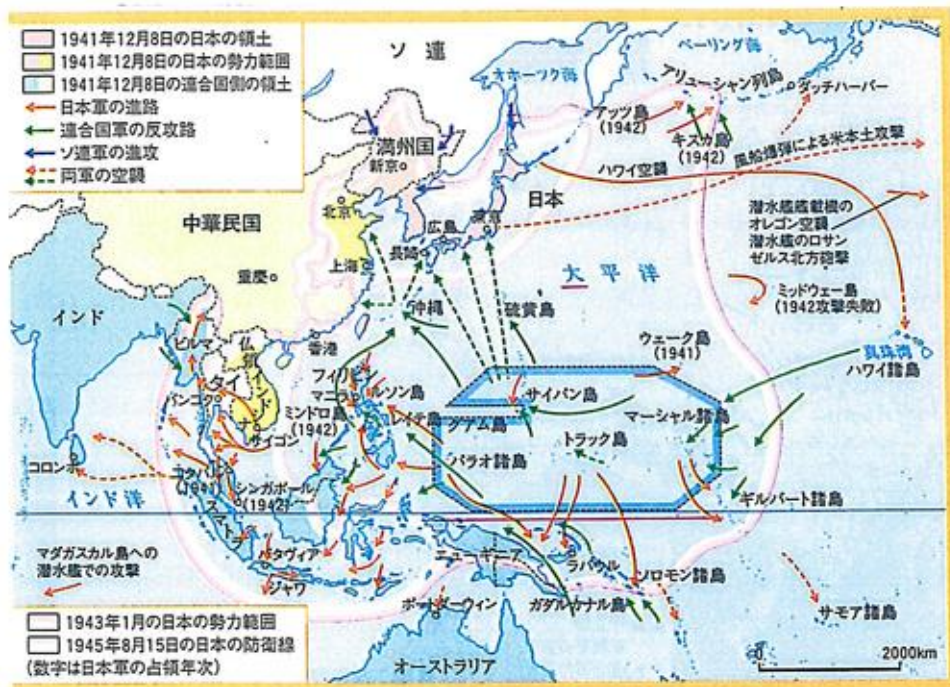 1941年12月8日の日本の領土
1941年12月8日の日本の勢力範囲
1941年12月8日の連合国側の領土
日本軍の進路
連合国軍の反攻路
ソ連軍の進攻
両軍の空襲
ソ連
オホーツク海
ベーリング海
アリューシャン列島
ダッチハーバー
アッツ島
(1942)
キスカ島
(1942)
満州国
新京
風船爆弾による米本土攻撃
ハワイ空襲
日本
北京
東京
広島
長崎
中華民国
上海
重慶
潜水艦艦載機の
オレゴン空襲
潜水艦のロサン
ゼルス北方砲撃
太平洋
ミッドウェー島
(1942攻撃失敗)
沖縄
硫黄島
インド
ビルマ
香港
ウェーク島
(1941)
真珠湾
ハワイ諸島
仏領インドシナ
タイ
バンコク
サイゴン
フィリピン
マニラ
ルソン島
ミンドロ島
(1942)
レイテ島
サイパン島
グアム島
マーシャル諸島
トラック島
パラオ諸島
コロンボ
コタバル
(1941)
シンガポール
(1942)
インド洋
ギルバート諸島
スマトラ
バタヴィア
ジャワ
ニューギニア
ラバウル
ソロモン諸島
マダガスカル島への
潜水艦での攻撃
ポートダーウィン
ガダルカナル島
サモア諸島
1943年1月の日本の勢力範囲
1945年8月15日の日本の防衛線
(数字は日本軍の占領年次)
オーストラリア
0 2000km